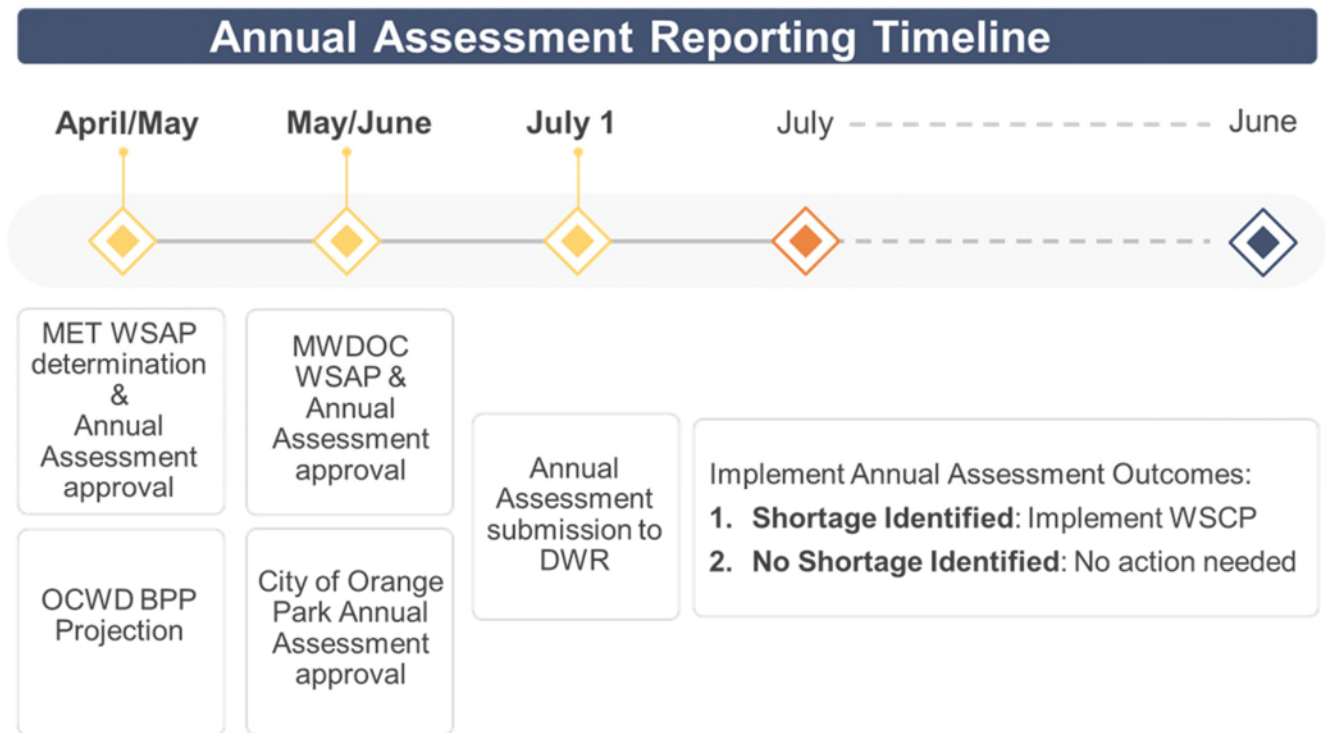 Annual Assessment Reporting Timeline
April/May
May/June
July 1
July
June
MET WSAP
determination
&
Annual
Assessment
approval
OCWD BPP
Projection
MWDOC
WSAP &
Annual
Assessment
approval
City of Orange
Park Annual
Assessment
approval
Annual
Assessment
submission to
DWR
Implement Annual Assessment Outcomes:
1. Shortage Identified: Implement WSCP
2. No Shortage Identified: No action needed